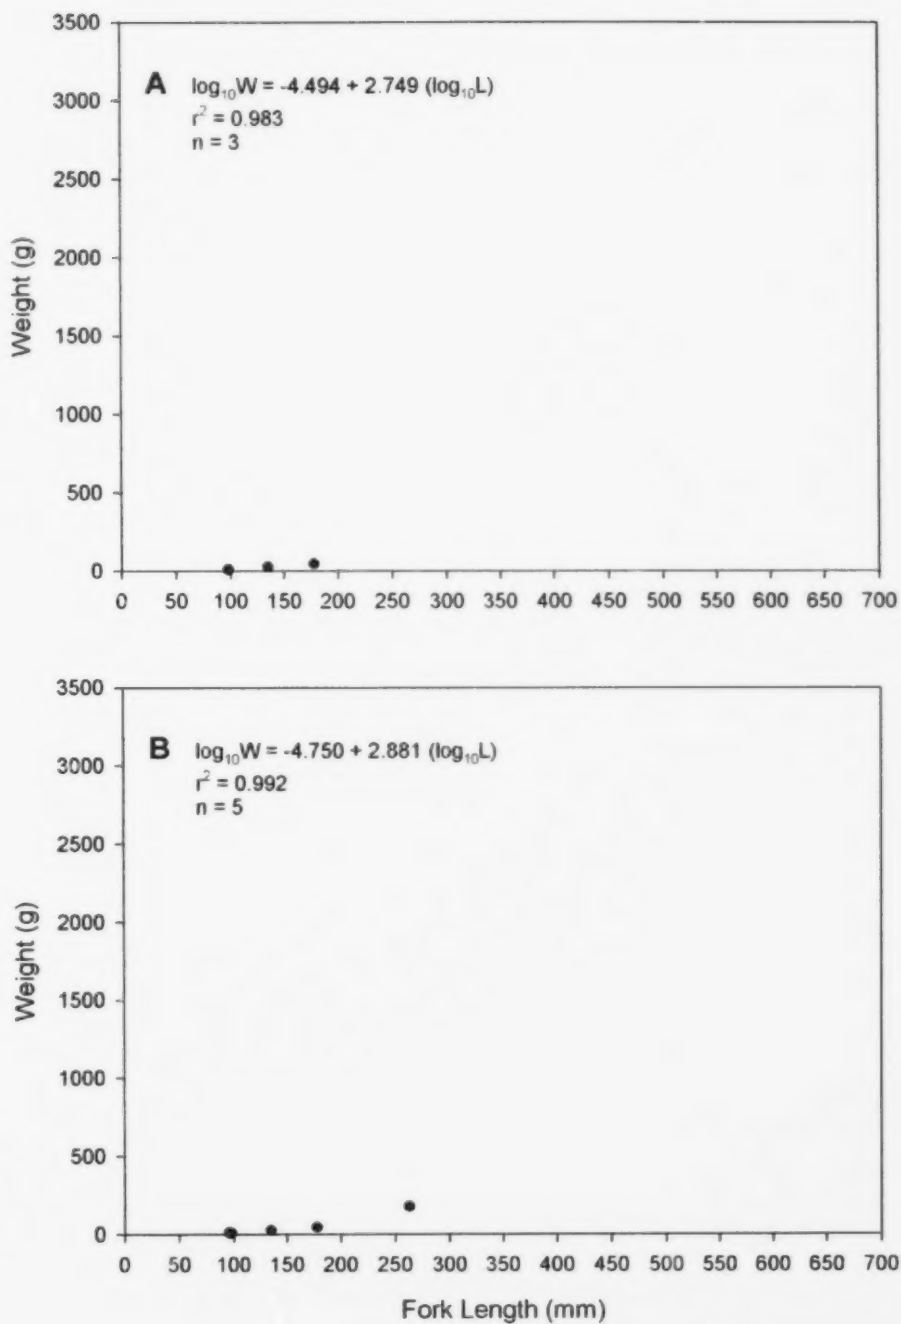 3500
3000
2500
2000
1500
1000
500
0
Weight (g)
A log₁₀W = -4.494 + 2.749 (log₁₀L)
r² = 0.983
n = 3
0 50 100 150 200 250 300 350 400 450 500 550 600 650 700
3500
3000
2500
2000
1500
1000
500
0
Weight (g)
B log₁₀W = -4.750 + 2.881 (log₁₀L)
r² = 0.992
n = 5
0 50 100 150 200 250 300 350 400 450 500 550 600 650 700
Fork Length (mm)